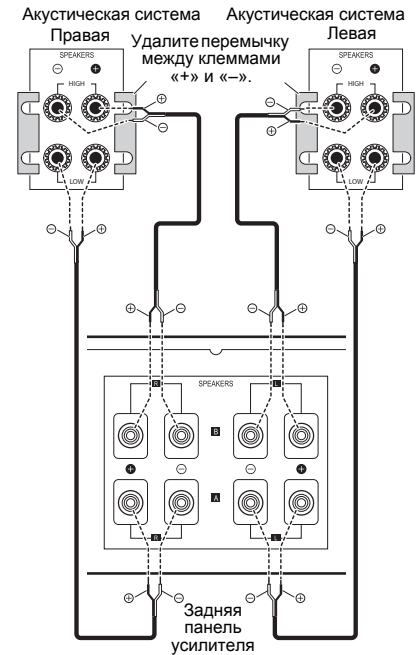 Акустическая система
Правая
Акустическая система
Левая
Удалите перемычку
между клеммами
«+» и «–».
SPEAKERS
⊖ ⊕
HIGH
LOW
SPEAKERS
⊖ ⊕
HIGH
LOW
⊕
⊖
⊖
⊕
⊖ ⊕
⊖ ⊕
⊕ ⊖
⊖ ⊕
R SPEAKERS L
B
⊕ ⊖ ⊖ ⊕
A
R L
⊕ ⊖
⊖ ⊕
Задняя
панель
усилителя